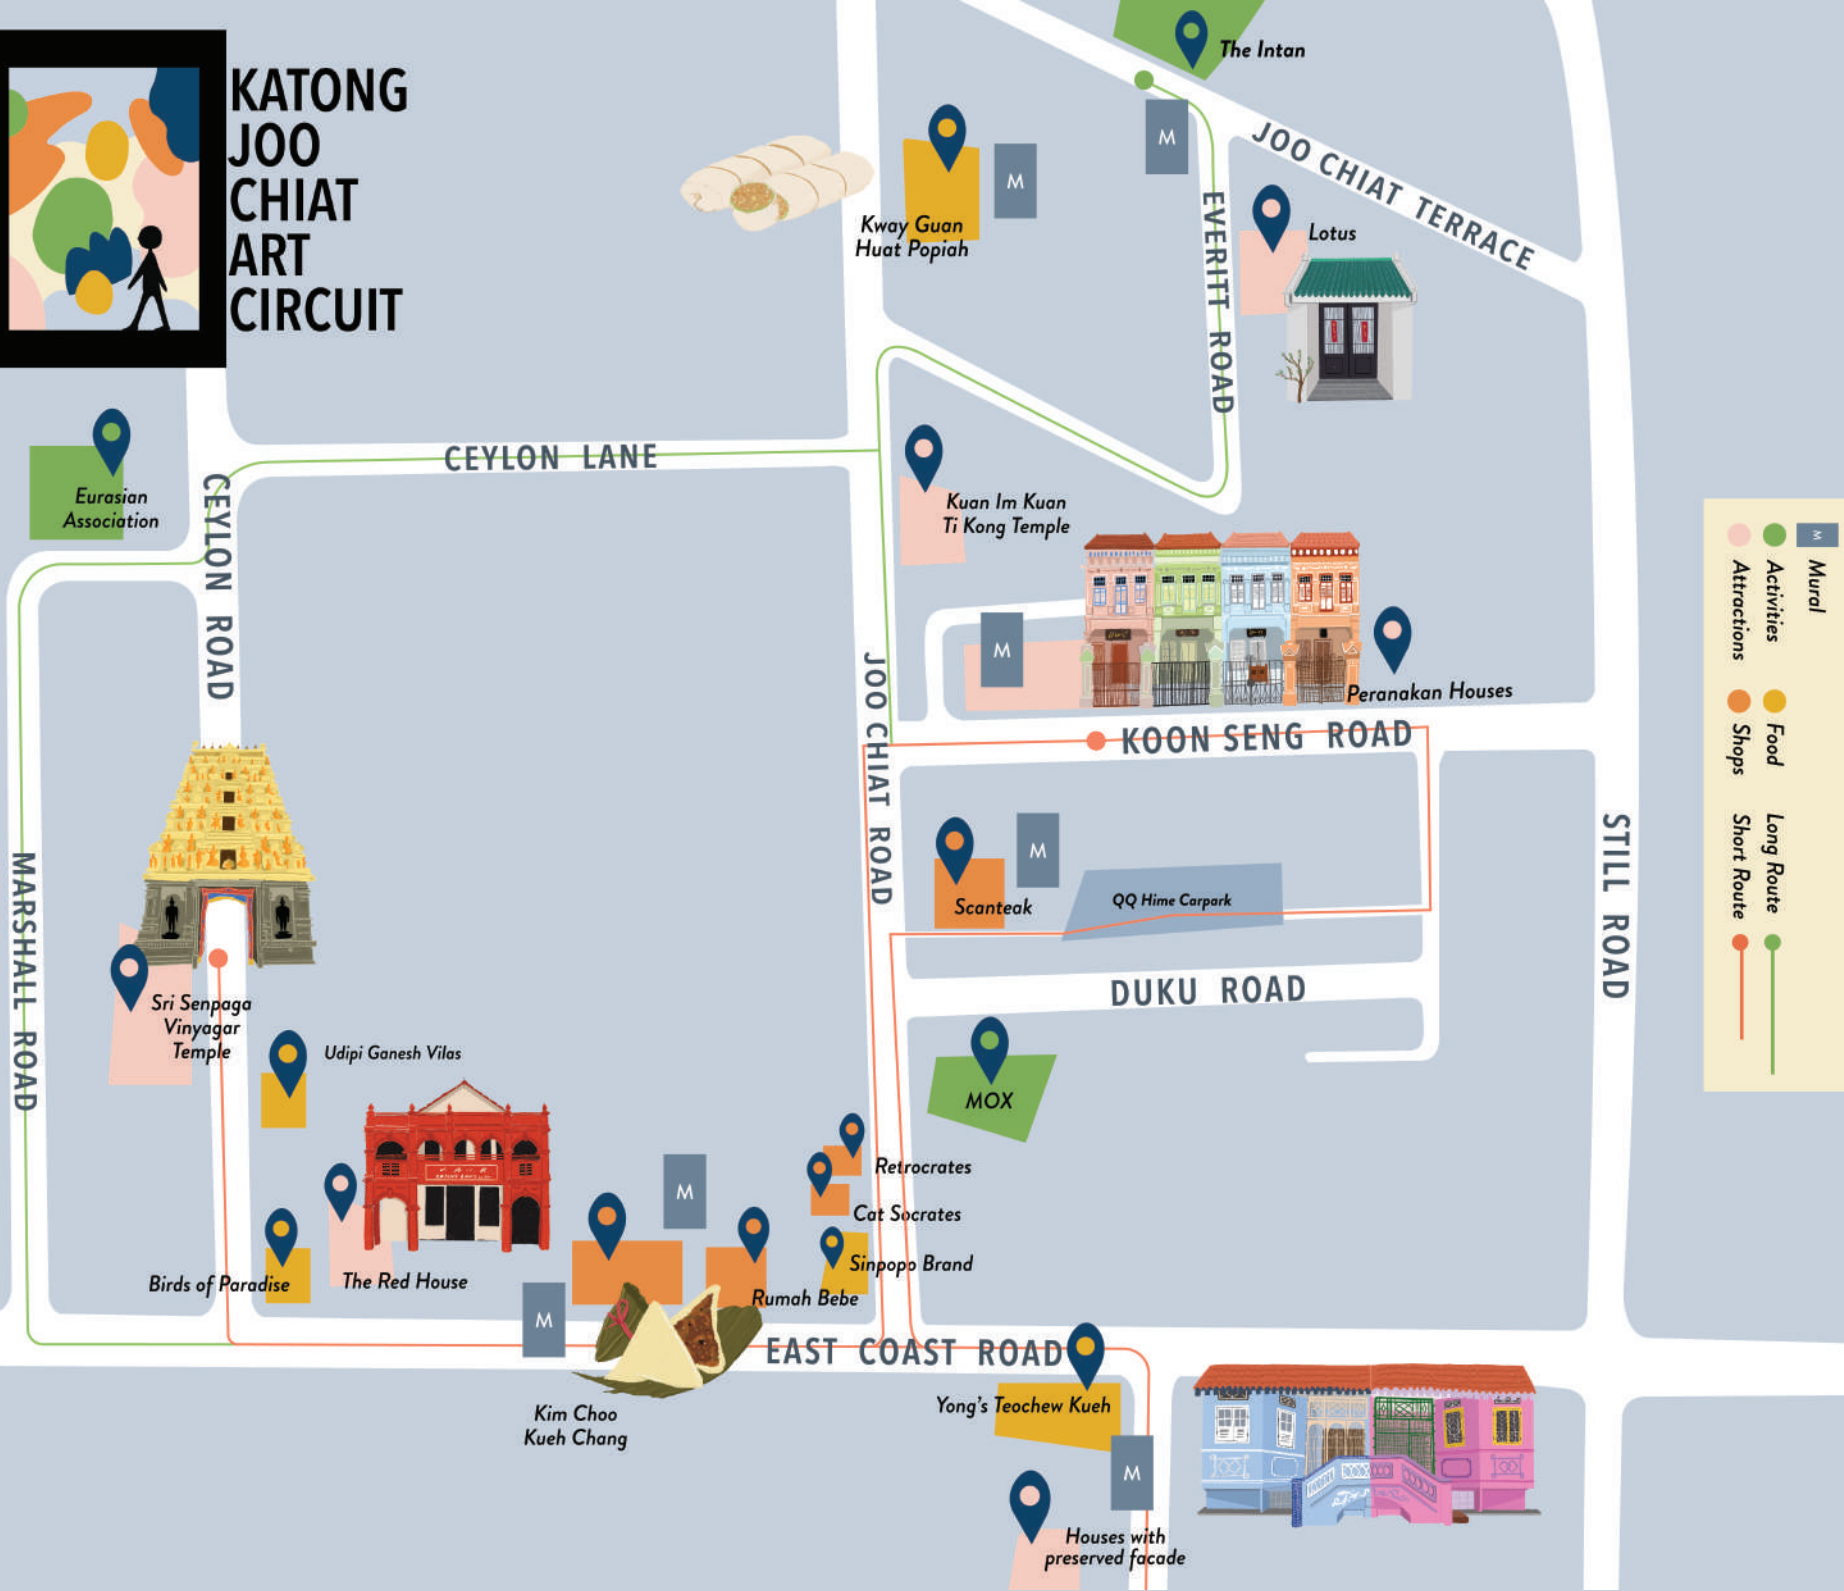 KATONG
JOO
CHIAT
ART
CIRCUIT
The Intan
M
JOO CHIAT TERRACE
M
Kway Guan
Huat Popiah
EVERITT ROAD
Lotus
Eurasian
Association
CEYLON LANE
CEYLON ROAD
Kuan Im Kuan
Ti Kong Temple
M
Peranakan Houses
JOO CHIAT ROAD
KOON SENG ROAD
M
Mural
Activities
Attractions
Food
Shops
Long Route
Short Route
STILL ROAD
Scanteak
M
QQ Hime Carpark
DUKU ROAD
MARSHALL ROAD
Sri Senpaga
Vinyagar
Temple
Udipi Ganesh Vilas
MOX
Retrocrates
M
Cat Socrates
Sinpopo Brand
Birds of Paradise
The Red House
Rumah Bebe
M
EAST COAST ROAD
Kim Choo
Kueh Chang
Yong's Teochew Kueh
M
Houses with
preserved facade